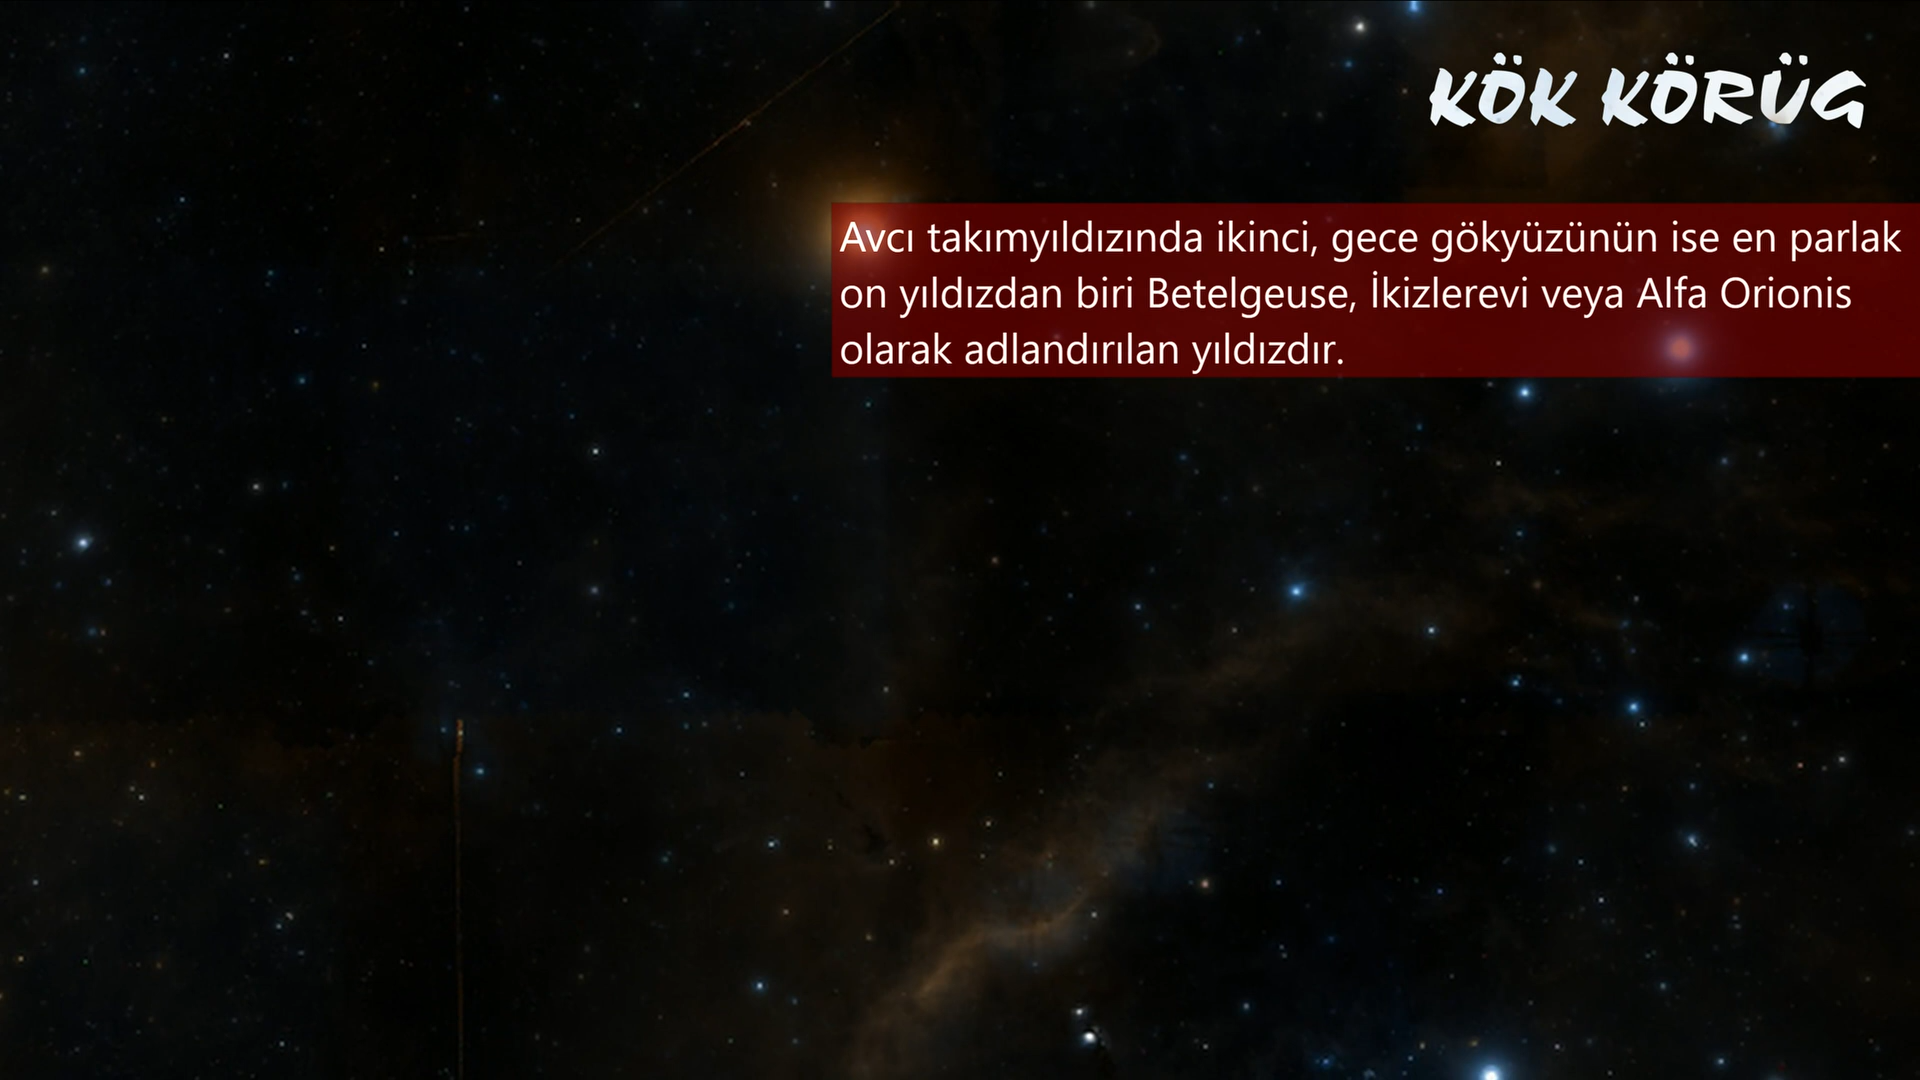 KÖK KÖRÜG
Avcı takımyıldızında ikinci, gece gökyüzünün ise en parlak
on yıldızdan biri Betelgeuse, İkizlerevi veya Alfa Orionis
olarak adlandırılan yıldızdır.